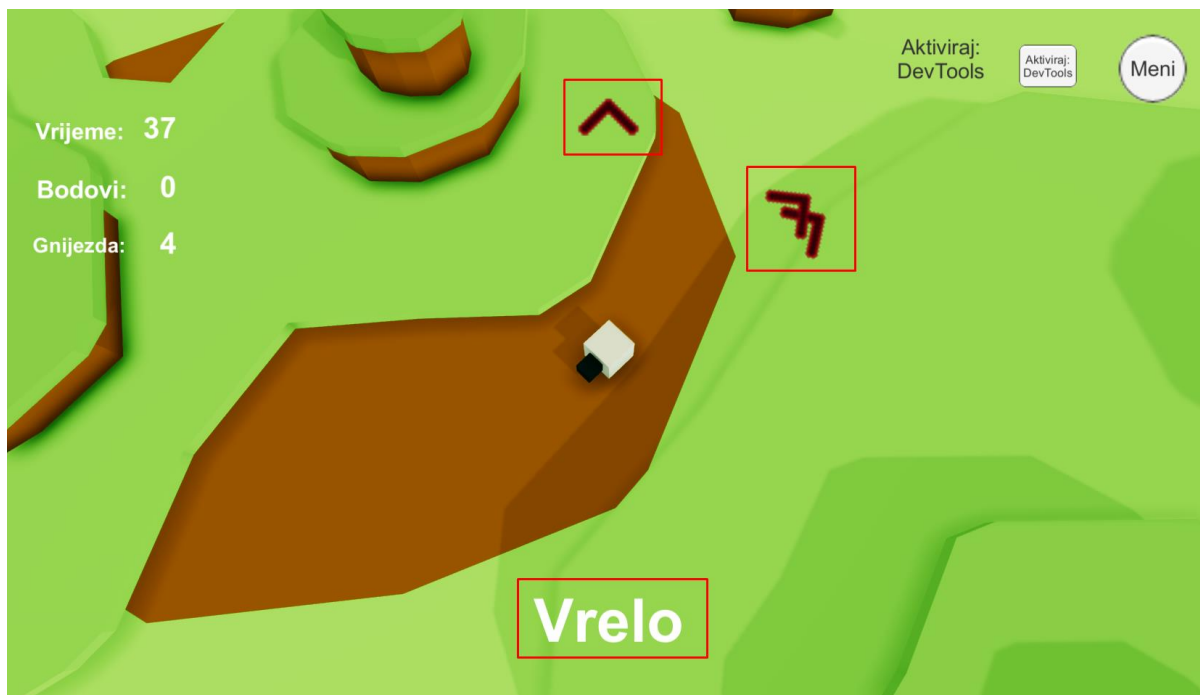 Aktiviraj:
DevTools
Aktiviraj:
DevTools
Meni
Vrijeme: 37
Bodovi: 0
Gnijezda: 4
Vrelo